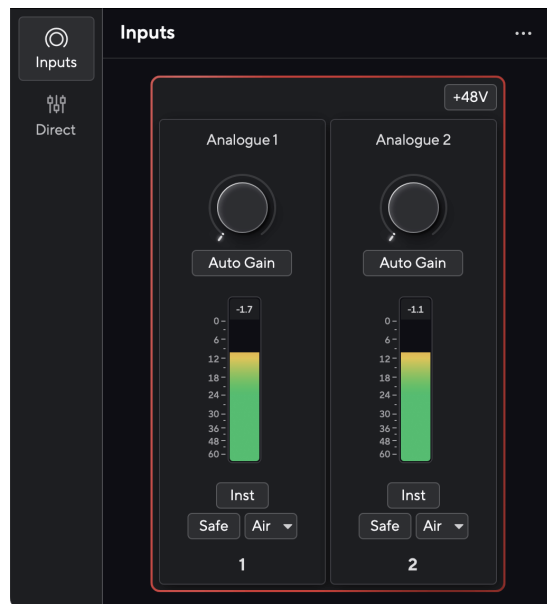 Inputs
Direct
Inputs
...
+48V
Analogue 1
Analogue 2
Auto Gain
Auto Gain
-1.7
-1.1
0
0
6
6
12
12
18
18
24
24
30
30
36
36
48
48
60
60
Inst
Inst
Safe Air
Safe Air
1
2